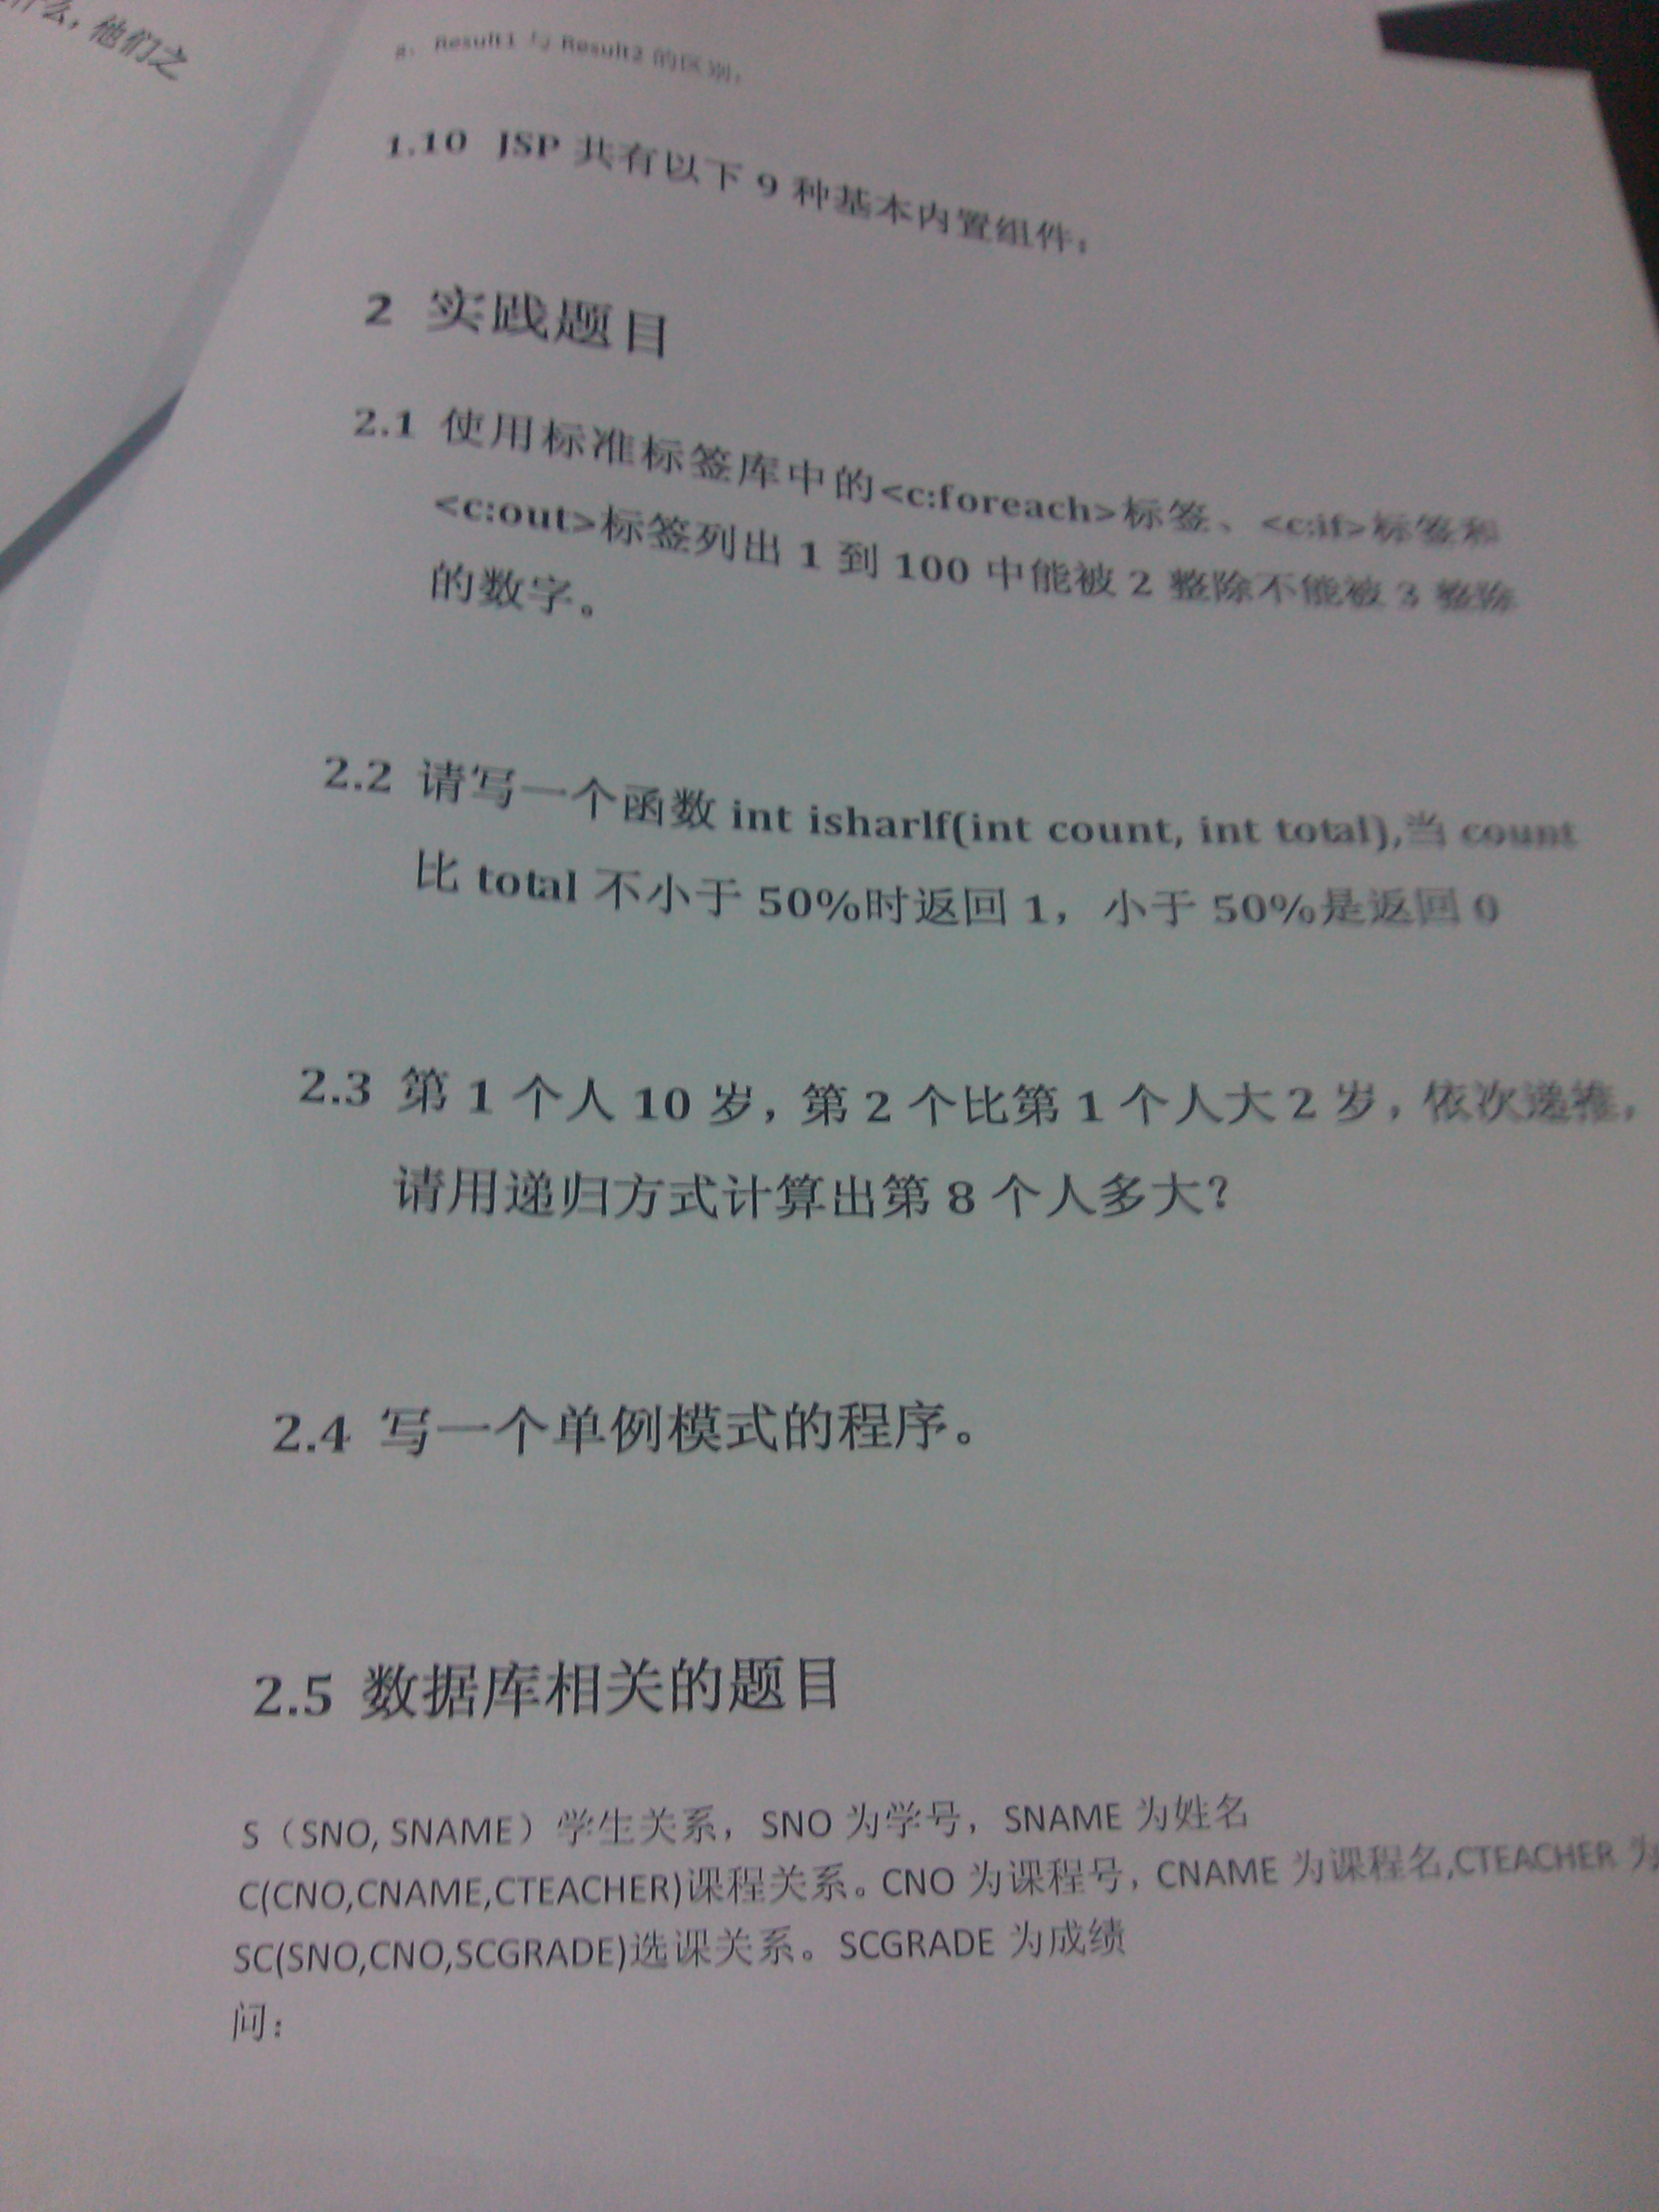 什么，他们之
8. Result1 与 Result2 的区别：
1.10 JSP 共有以下 9 种基本内置组件：
2 实践题目
2.1 使用标准标签库中的<c:foreach>标签、<c:if>标签和
<c:out>标签列出 1 到 100 中能被 2 整除不能被 3 整除
的数字。
2.2 请写一个函数 int isharlf(int count, int total),当 count
比 total 不小于 50%时返回 1，小于 50%是返回 0
2.3 第 1 个人 10 岁，第 2 个比第 1 个人大 2 岁，依次递推，
请用递归方式计算出第 8 个人多大？
2.4 写一个单例模式的程序。
2.5 数据库相关的题目
S（SNO, SNAME）学生关系，SNO 为学号，SNAME 为姓名
C(CNO,CNAME,CTEACHER)课程关系。CNO 为课程号，CNAME 为课程名,CTEACHER 为
SC(SNO,CNO,SCGRADE)选课关系。SCGRADE 为成绩
问：